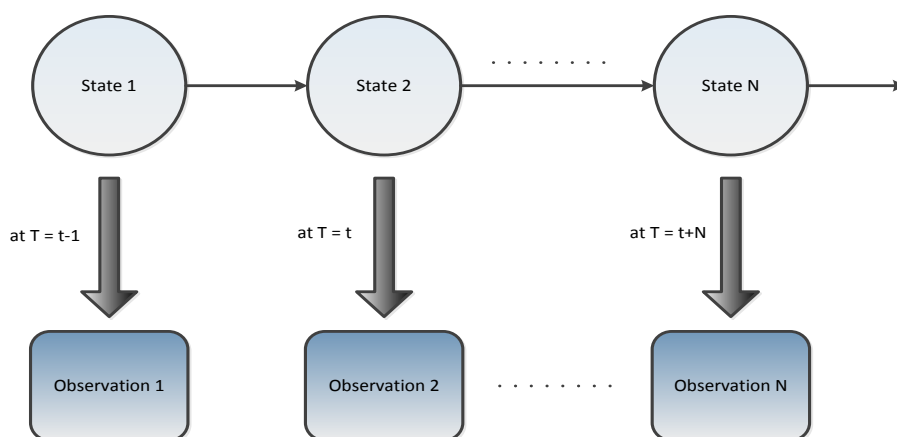 State 1
State 2
. . . . . . . .
State N
at T = t-1
at T = t
at T = t+N
Observation 1
Observation 2
. . . . . . . .
Observation N